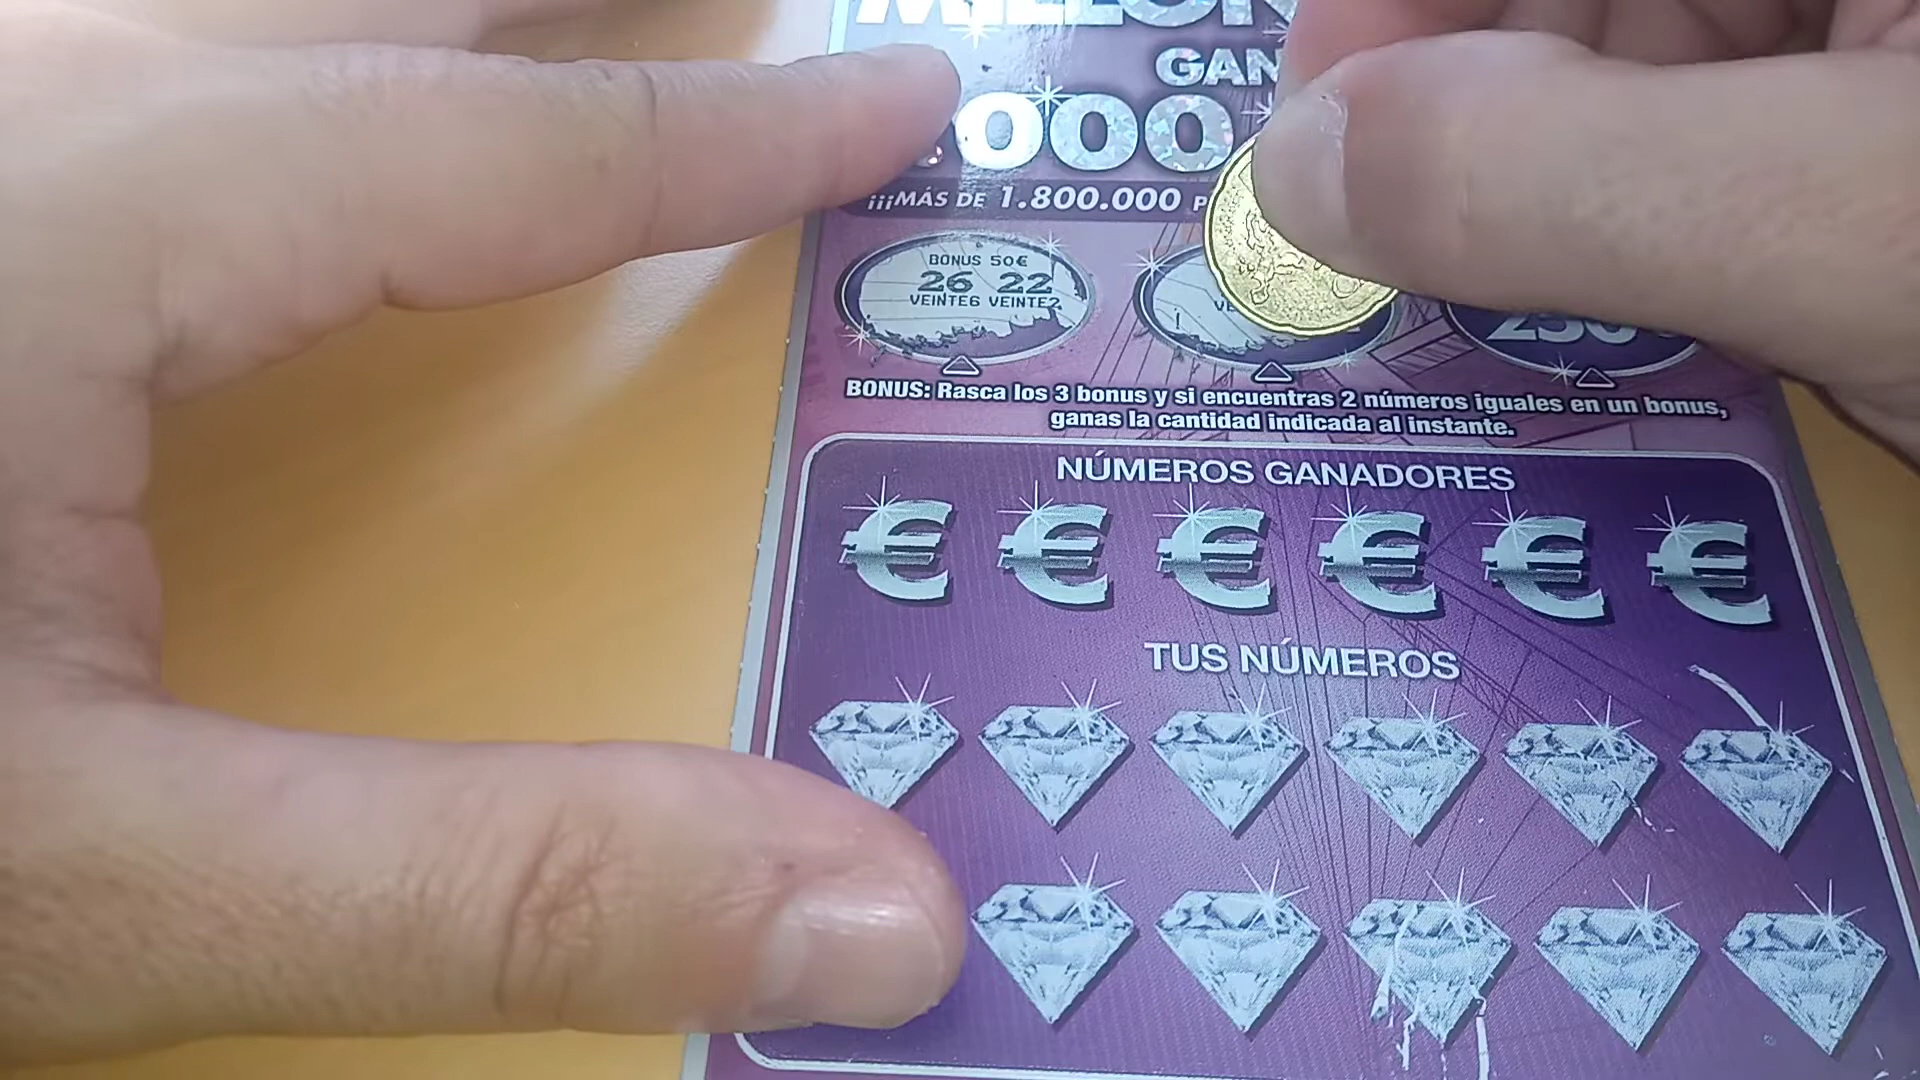 GAN
.000
¡¡¡MÁS DE 1.800.000 P
BONUS 50€
26 22
VEINTE6 VEINTE2
BONUS: Rasca los 3 bonus y si encuentras 2 números iguales en un bonus,
ganas la cantidad indicada al instante.
NÚMEROS GANADORES
€ € € € € €
TUS NÚMEROS